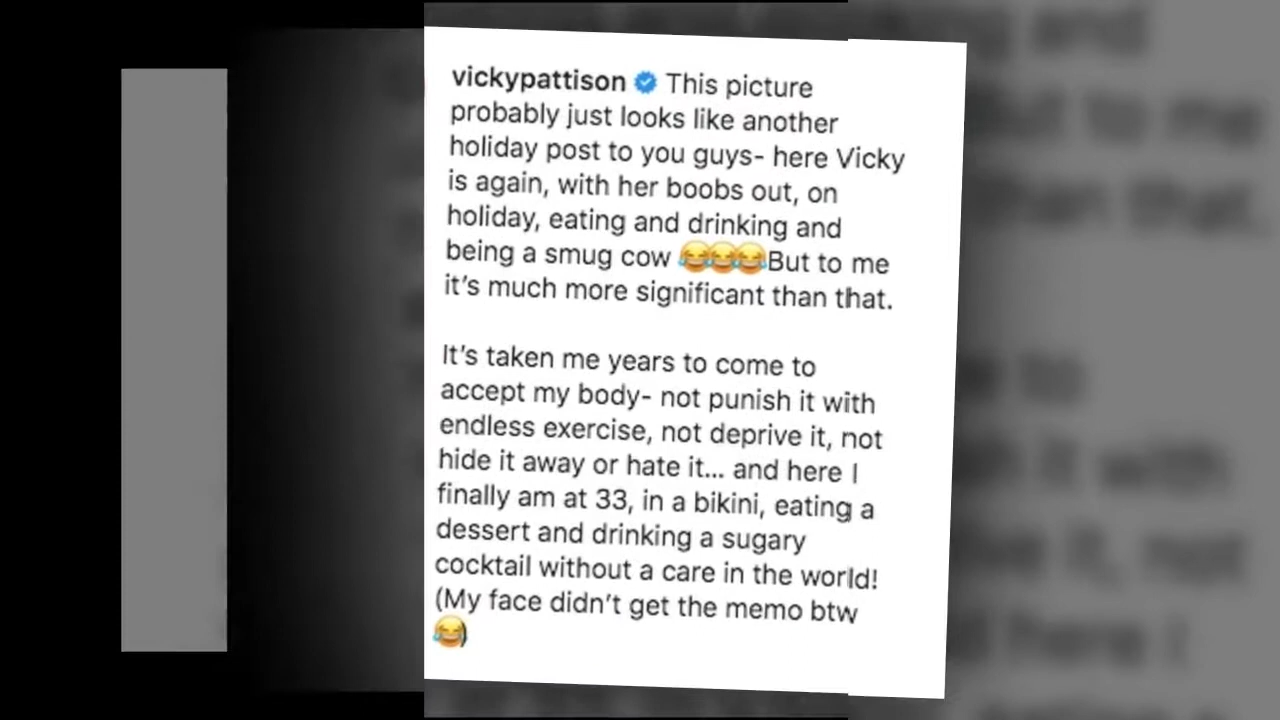 vickypattison This picture
probably just looks like another
holiday post to you guys- here Vicky
is again, with her boobs out, on
holiday, eating and drinking and
being a smug cow 😂😂😂But to me
it's much more significant than that.
It's taken me years to come to
accept my body- not punish it with
endless exercise, not deprive it, not
hide it away or hate it... and here I
finally am at 33, in a bikini, eating a
dessert and drinking a sugary
cocktail without a care in the world!
(My face didn't get the memo btw
😂)